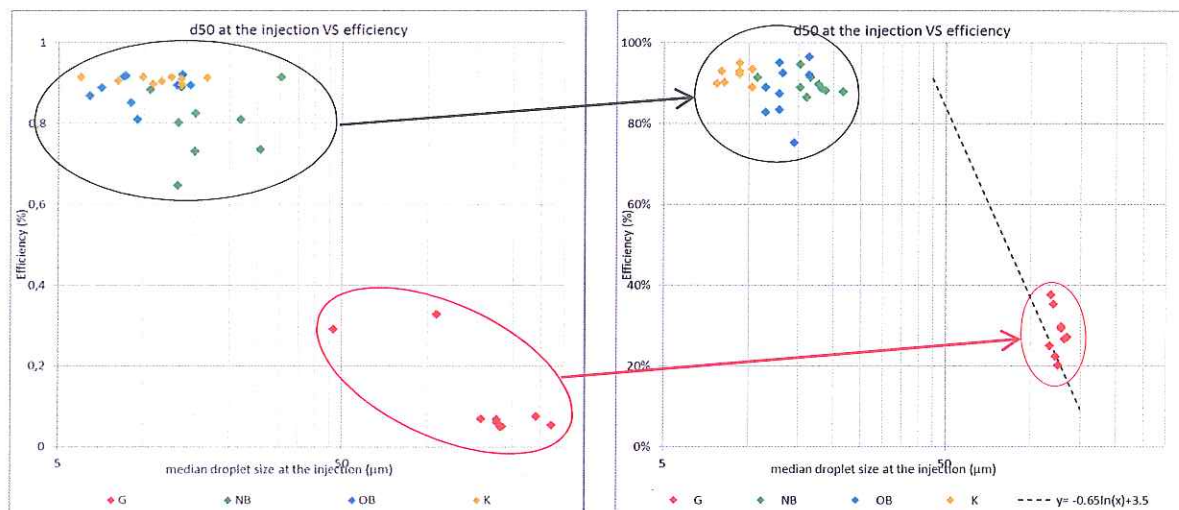 d50 at the injection VS efficiency
1
0,8
0,6
0,4
0,2
0
Efficiency (%)
5
50
median droplet size at the injection (µm)
G
NB
OB
K
d50 at the injection VS efficiency
100%
80%
60%
40%
20%
0%
Efficiency (%)
5
50
median droplet size at the injection (µm)
G
NB
OB
K
y= -0.65ln(x)+3.5